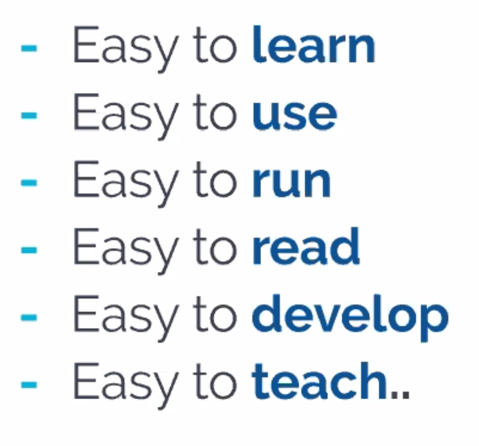 - Easy to learn
- Easy to use
- Easy to run
- Easy to read
- Easy to develop
- Easy to teach..